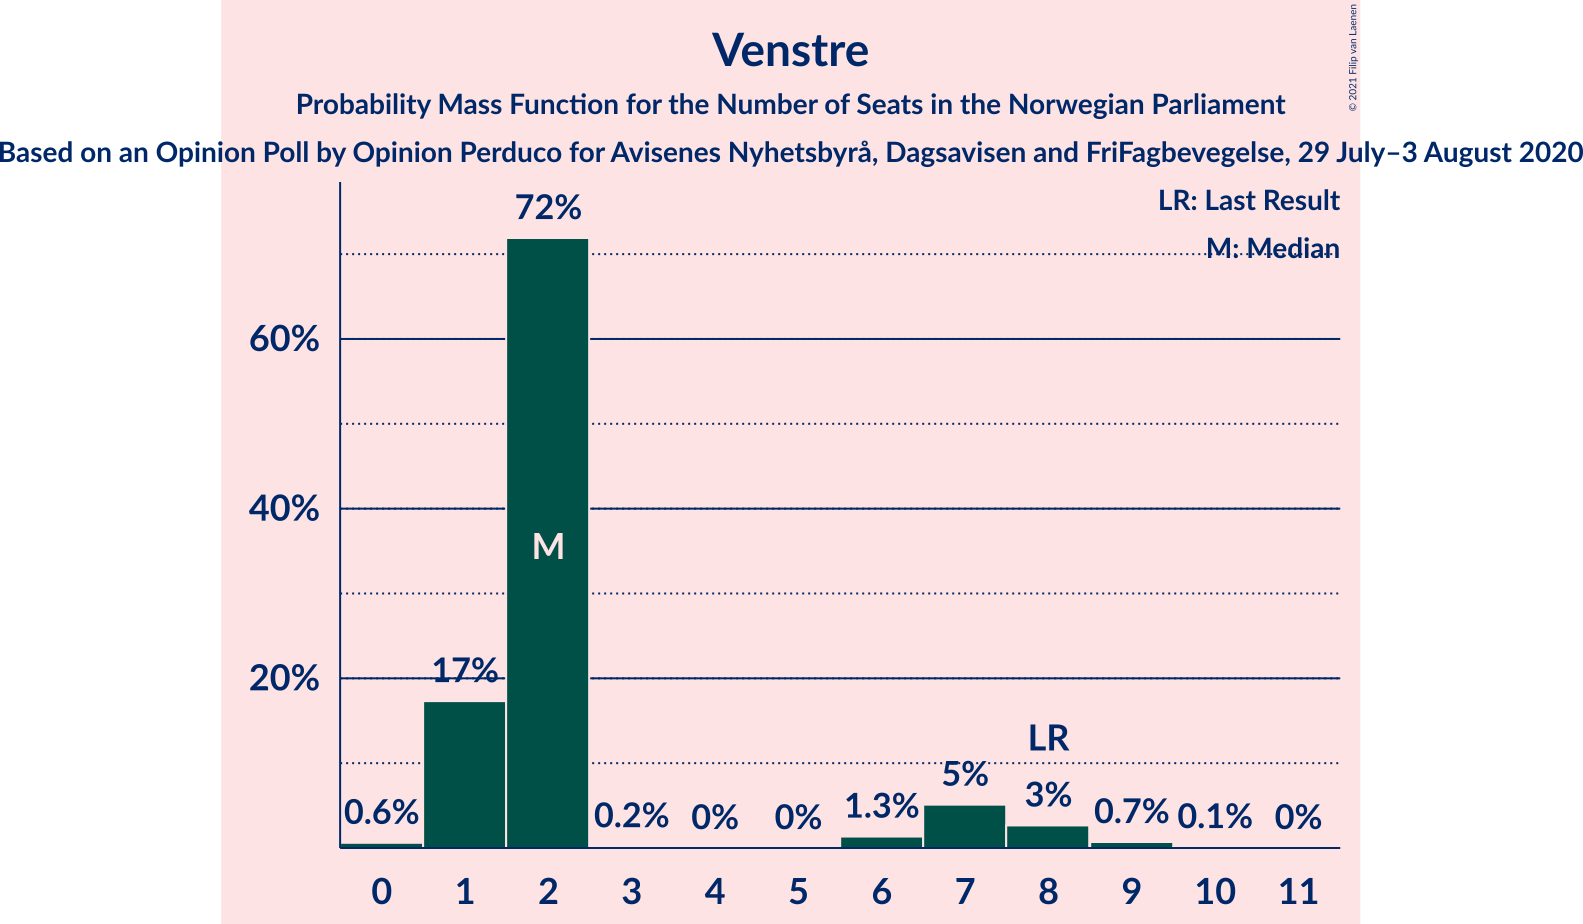 Venstre
Probability Mass Function for the Number of Seats in the Norwegian Parliament
Based on an Opinion Poll by Opinion Perduco for Avisenes Nyhetsbyrå, Dagsavisen and FriFagbevegelse, 29 July–3 August 2020
© 2021 Filip van Laenen
LR: Last Result
M: Median
72%
60%
40%
M
20%
17%
LR
0.6%
0.2%
0%
0%
1.3%
5%
3%
0.7%
0.1%
0%
0 1 2 3 4 5 6 7 8 9 10 11